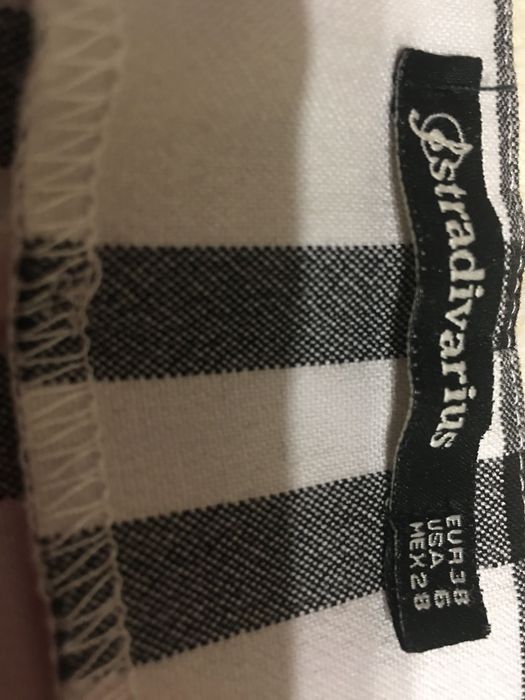 stradivarius
EUR 38
USA 6
MEX 28